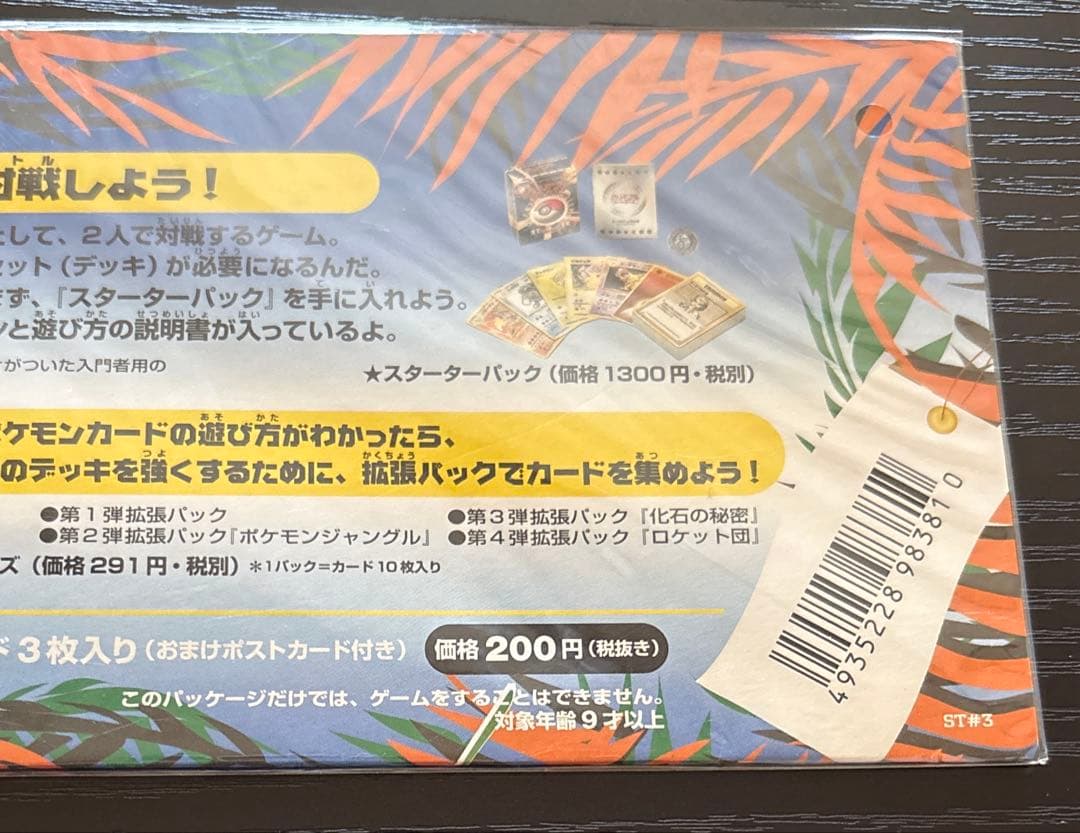 対戦しよう！
として、2人で対戦するゲーム。
セット（デッキ）が必要になるんだ。
ず、『スターターパック』を手に入れよう。
ンと遊び方の説明書が入っているよ。
がついた入門者用の
★スターターパック（価格1300円・税別）
ポケモンカードの遊び方がわかったら、
のデッキを強くするために、拡張パックでカードを集めよう！
●第1弾拡張パック
●第2弾拡張パック『ポケモンジャングル』
●第3弾拡張パック『化石の秘密』
●第4弾拡張パック『ロケット団』
ズ（価格291円・税別）＊1パック=カード10枚入り
ド3枚入り（おまけポストカード付き）
価格200円（税抜き）
このパッケージだけでは、ゲームをすることはできません。
対象年齢9才以上
4935228983810
ST#3